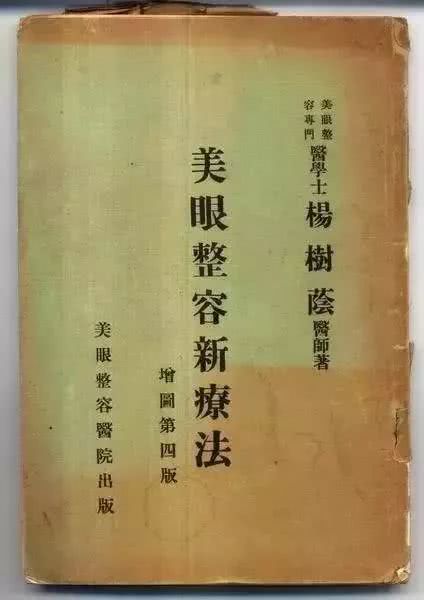 美眼整容專門 醫學士 楊樹蔭 醫師著
美眼整容新療法
增圖第四版
美眼整容醫院出版